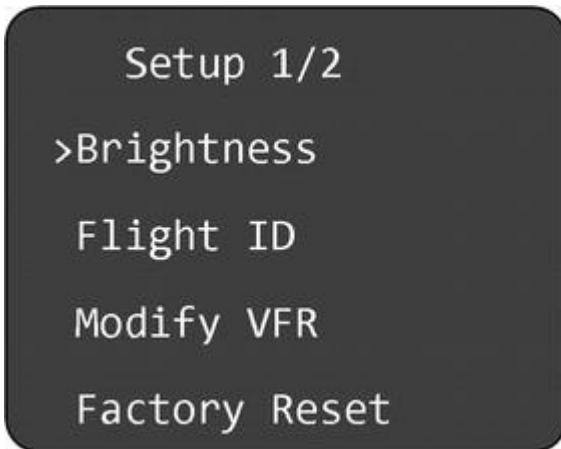 Setup 1/2
>Brightness
Flight ID
Modify VFR
Factory Reset